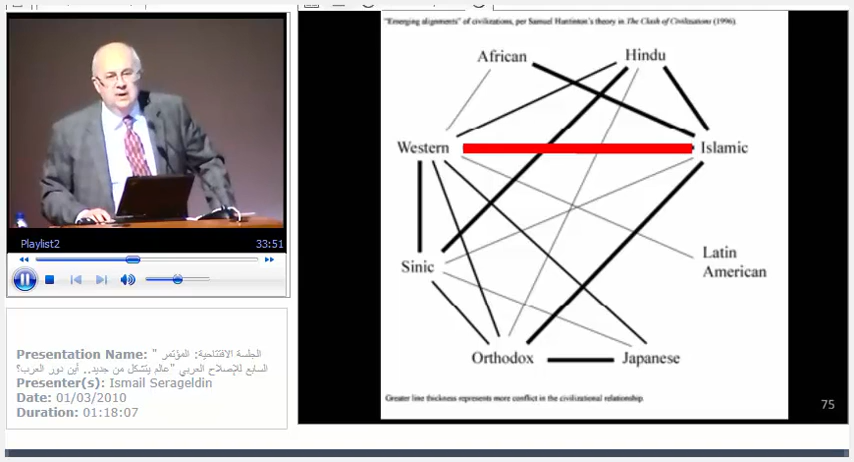 "Emerging alignments" of civilizations, per Samuel Huntinton's theory in The Clash of Civilizations (1996).
African
Hindu
Western
Islamic
Sinic
Latin
American
Orthodox
Japanese
Greater line thickness represents more conflict in the civilizational relationship.
75
Playlist2
33:51
Presentation Name: " الجلسة الافتتاحية: المؤتمر
السابع للإصلاح العربي "عالم يتشكل من جديد.. أين دور العرب؟
Presenter(s): Ismail Serageldin
Date: 01/03/2010
Duration: 01:18:07